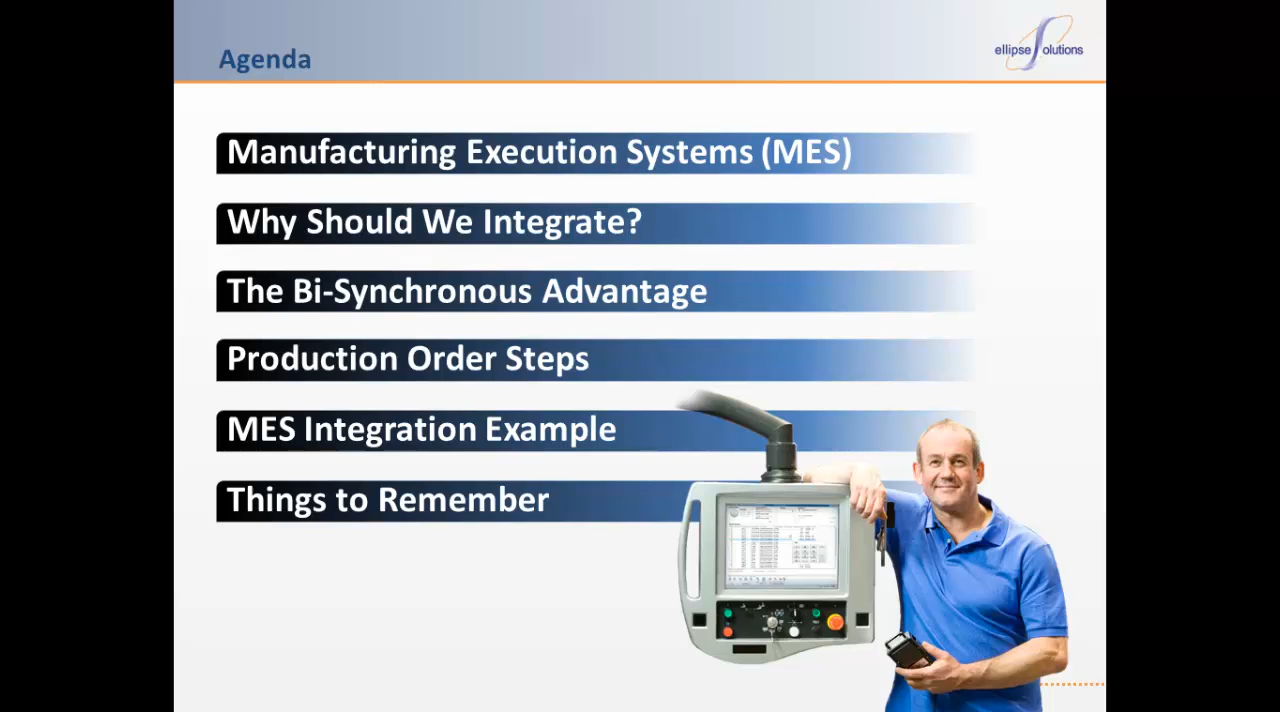 Agenda
ellipse Solutions
Manufacturing Execution Systems (MES)
Why Should We Integrate?
The Bi-Synchronous Advantage
Production Order Steps
MES Integration Example
Things to Remember